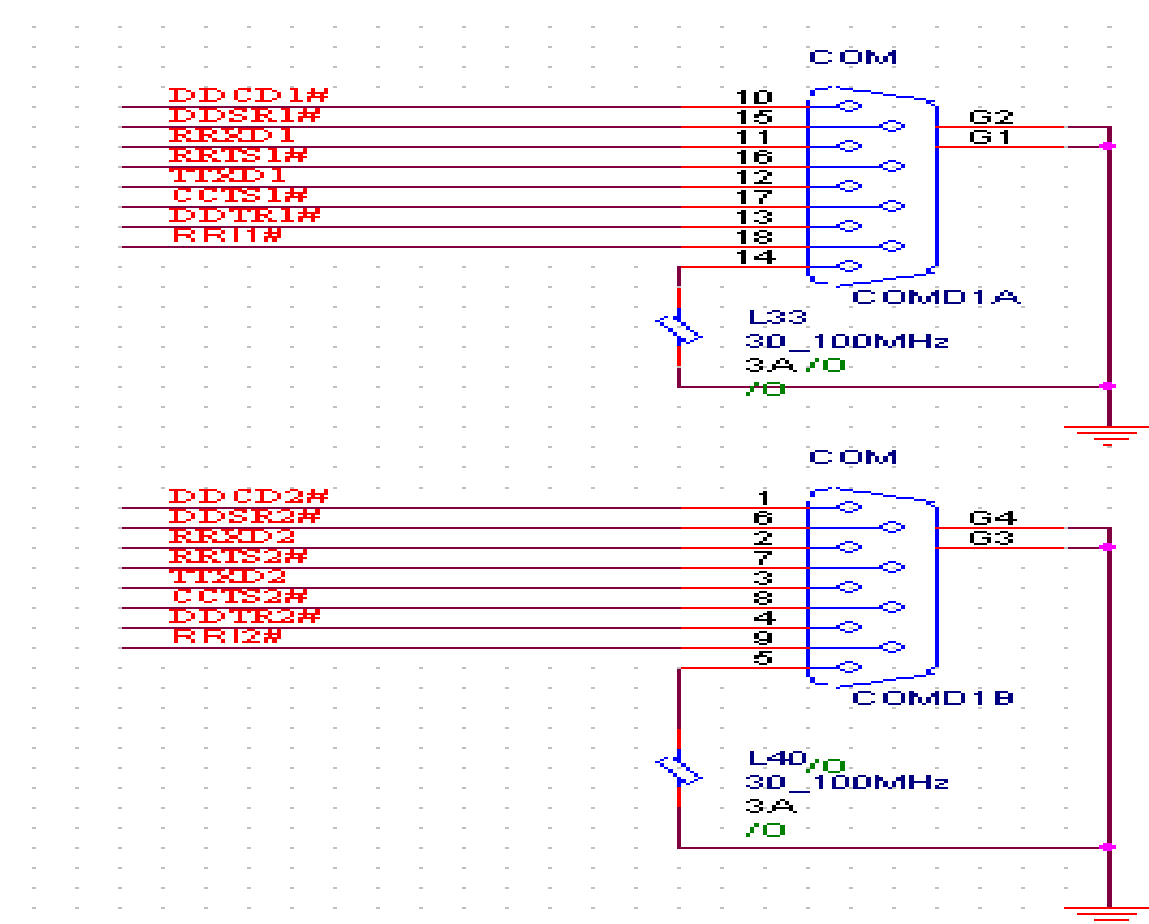 COM
DDCD1# 10
DDSR1# 15 G2
RRXD1 11 G1
RRTS1# 16
TTXD1 12
CCTS1# 17
DDTR1# 13
RRI1# 18
14
COMD1A
L33
30_100MHz
3A /O
/O
COM
DDCD2# 1
DDSR2# 6 G4
RRXD2 2 G3
RRTS2# 7
TTXD2 3
CCTS2# 8
DDTR2# 4
RRI2# 9
5
COMD1B
L40 /O
30_100MHz
3A
/O